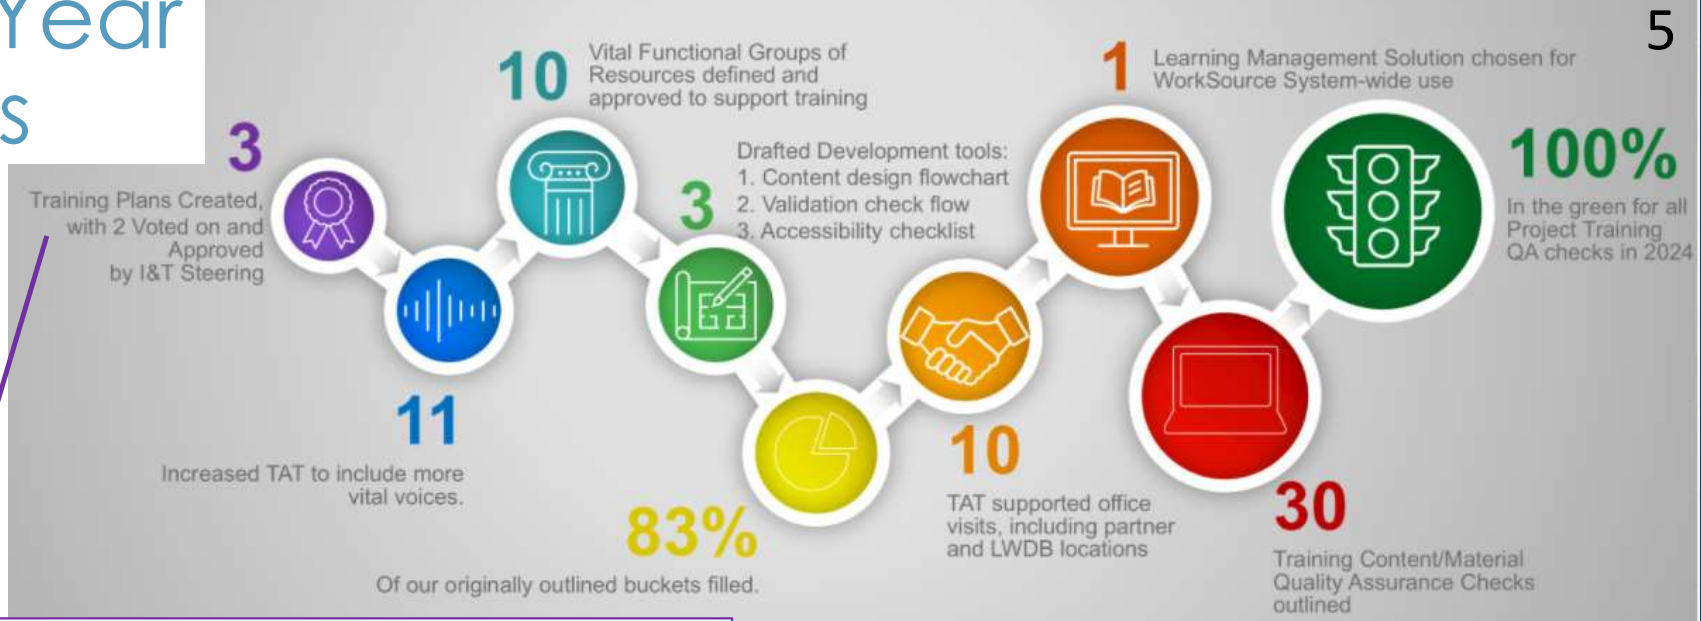 Year
s
5
3
Training Plans Created,
with 2 Voted on and
Approved
by I&T Steering
11
Increased TAT to include more
vital voices.
10
Vital Functional Groups of
Resources defined and
approved to support training
3
Drafted Development tools:
1. Content design flowchart
2. Validation check flow
3. Accessibility checklist
83%
Of our originally outlined buckets filled.
10
TAT supported office
visits, including partner
and LWDB locations
1
Learning Management Solution chosen for
WorkSource System-wide use
30
Training Content/Material
Quality Assurance Checks
outlined
100%
In the green for all
Project Training
QA checks in 2024